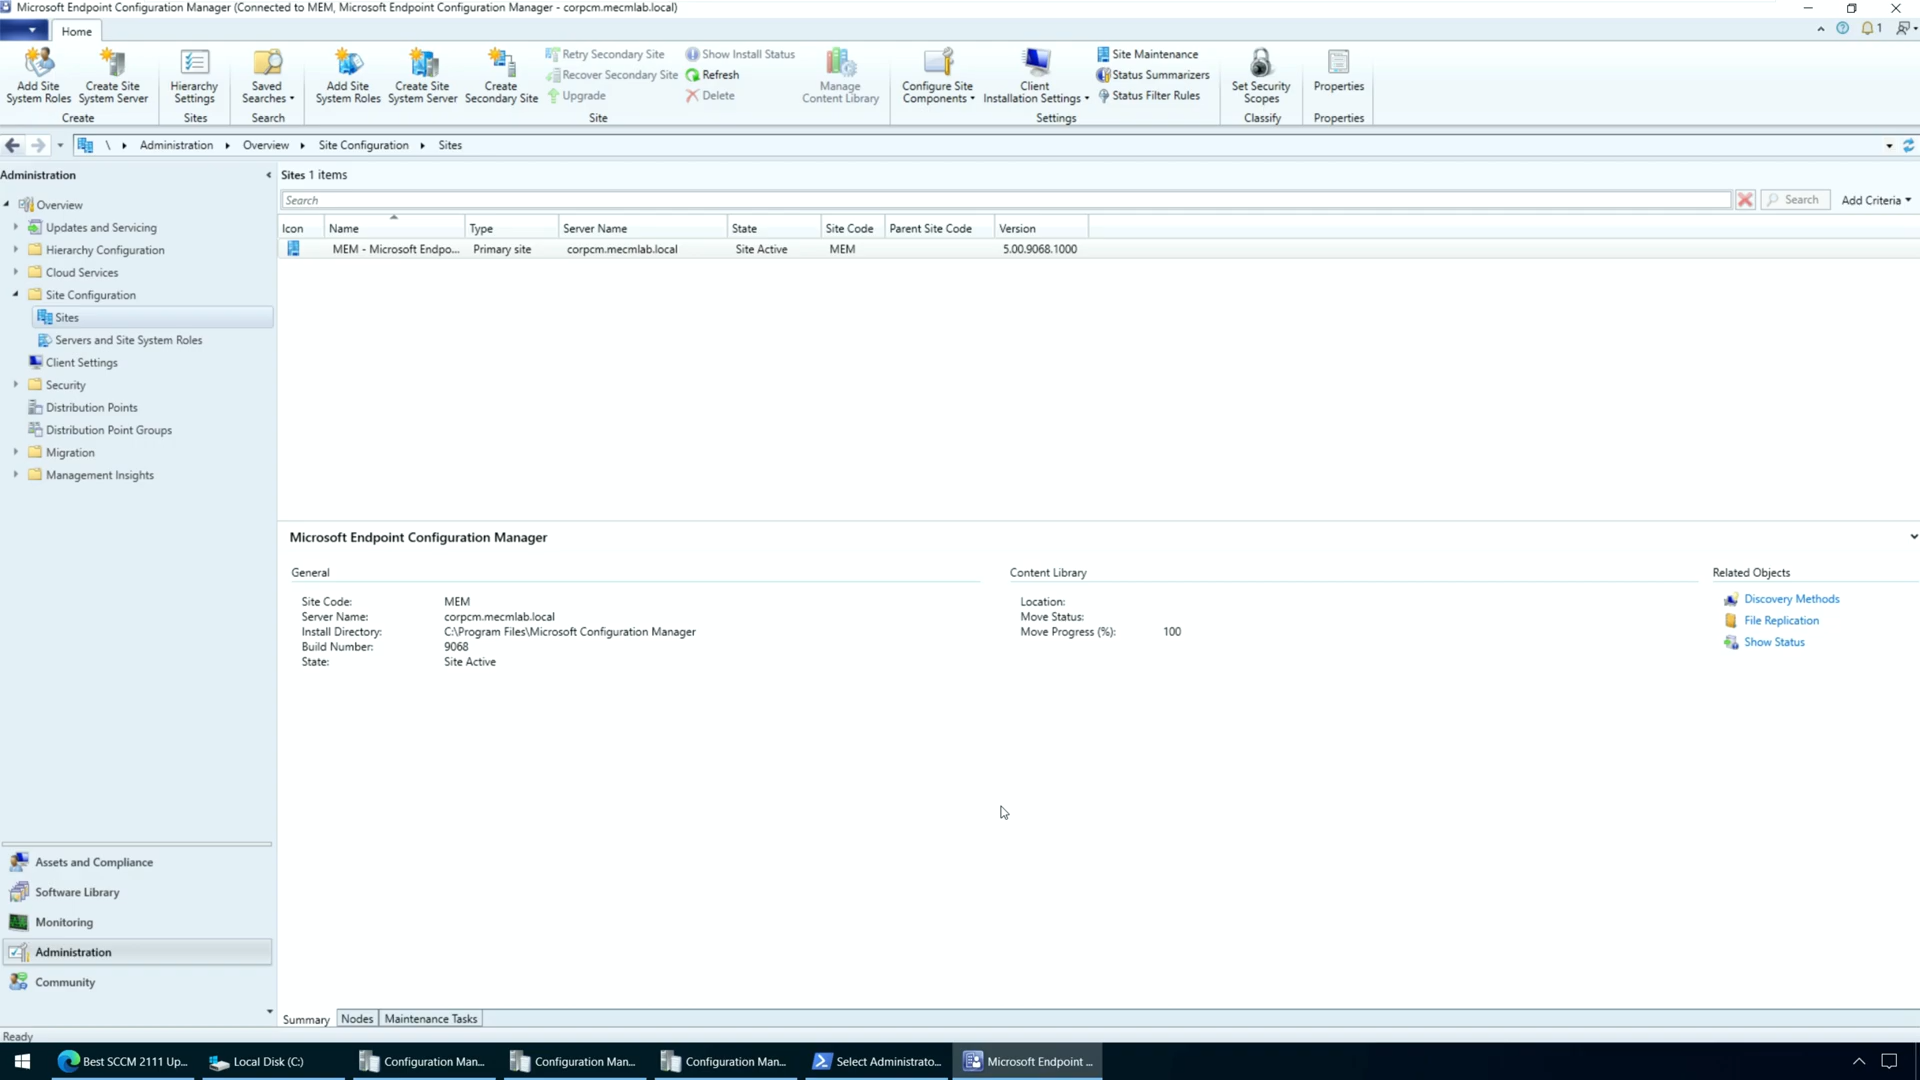 Microsoft Endpoint Configuration Manager (Connected to MEM, Microsoft Endpoint Configuration Manager - corpcm.mecmlab.local)
Home
1
Add Site System Roles
Create Site System Server
Create
Hierarchy Settings
Sites
Saved Searches
Search
Add Site System Roles
Create Site System Server
Create Secondary Site
Retry Secondary Site
Recover Secondary Site
Upgrade
Show Install Status
Refresh
Delete
Manage Content Library
Site
Configure Site Components
Client Installation Settings
Site Maintenance
Status Summarizers
Status Filter Rules
Settings
Set Security Scopes
Classify
Properties
Properties
\ Administration Overview Site Configuration Sites
Administration
Overview
Updates and Servicing
Hierarchy Configuration
Cloud Services
Site Configuration
Sites
Servers and Site System Roles
Client Settings
Security
Distribution Points
Distribution Point Groups
Migration
Management Insights
Assets and Compliance
Software Library
Monitoring
Administration
Community
Sites 1 items
Search
Search
Add Criteria
Icon Name Type Server Name State Site Code Parent Site Code Version
MEM - Microsoft Endpo... Primary site corpcm.mecmlab.local Site Active MEM 5.00.9068.1000
Microsoft Endpoint Configuration Manager
General
Site Code: MEM
Server Name: corpcm.mecmlab.local
Install Directory: C:\Program Files\Microsoft Configuration Manager
Build Number: 9068
State: Site Active
Content Library
Location:
Move Status:
Move Progress (%): 100
Related Objects
Discovery Methods
File Replication
Show Status
Summary Nodes Maintenance Tasks
Ready
Best SCCM 2111 Up...
Local Disk (C:)
Configuration Man...
Configuration Man...
Configuration Man...
Select Administrato...
Microsoft Endpoint ...